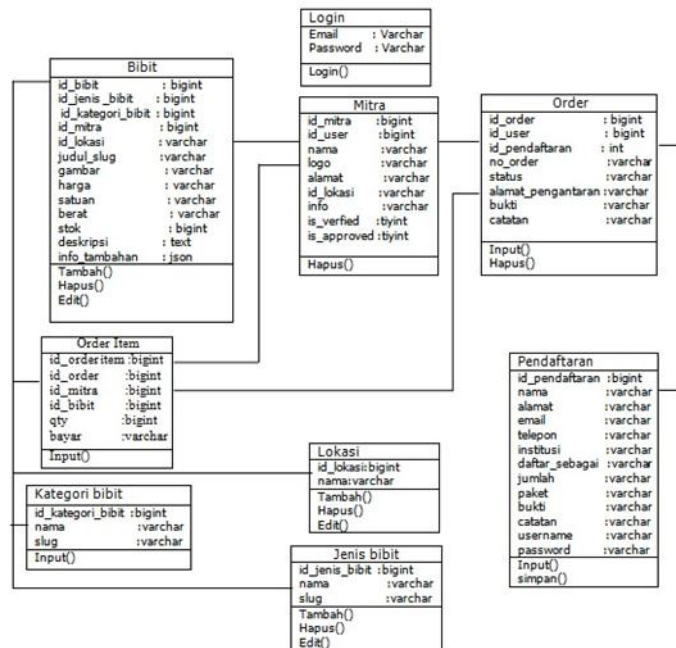 Login
Email : Varchar
Password : Varchar
Login()
Bibit
id_bibit : bigint
id_jenis _bibit : bigint
id_kategori_bibit : bigint
id_mitra : bigint
id_lokasi : varchar
judul_slug :varchar
gambar : varchar
harga : varchar
satuan : varchar
berat : varchar
stok : bigint
deskripsi : text
info_tambahan : json
Tambah()
Hapus()
Edit()
Mitra
id_mitra :bigint
id_user :bigint
nama :varchar
logo :varchar
alamat :varchar
id_lokasi :varchar
info :varchar
is_verfied :tiyint
is_approved :tiyint
Hapus()
Order
id_order : bigint
id_user : bigint
id_pendaftaran : int
no_order :varchar
status :varchar
alamat_pengantaran :varchar
bukti :varchar
catatan :varchar
Input()
Hapus()
Order Item
id_orderitem :bigint
id_order :bigint
id_mitra :bigint
id_bibit :bigint
qty :bigint
bayar :varchar
Input()
Pendaftaran
id_pendaftaran :bigint
nama :varchar
alamat :varchar
email :varchar
telepon :varchar
institusi :varchar
daftar_sebagai :varchar
jumlah :varchar
paket :varchar
bukti :varchar
catatan :varchar
username :varchar
password :varchar
Input()
simpan()
Lokasi
id_lokasi:bigint
nama:varchar
Tambah()
Hapus()
Edit()
Kategori bibit
id_kategori_bibit :bigint
nama :varchar
slug :varchar
Input()
Jenis bibit
id_jenis_bibit :bigint
nama :varchar
slug :varchar
Tambah()
Hapus()
Edit()